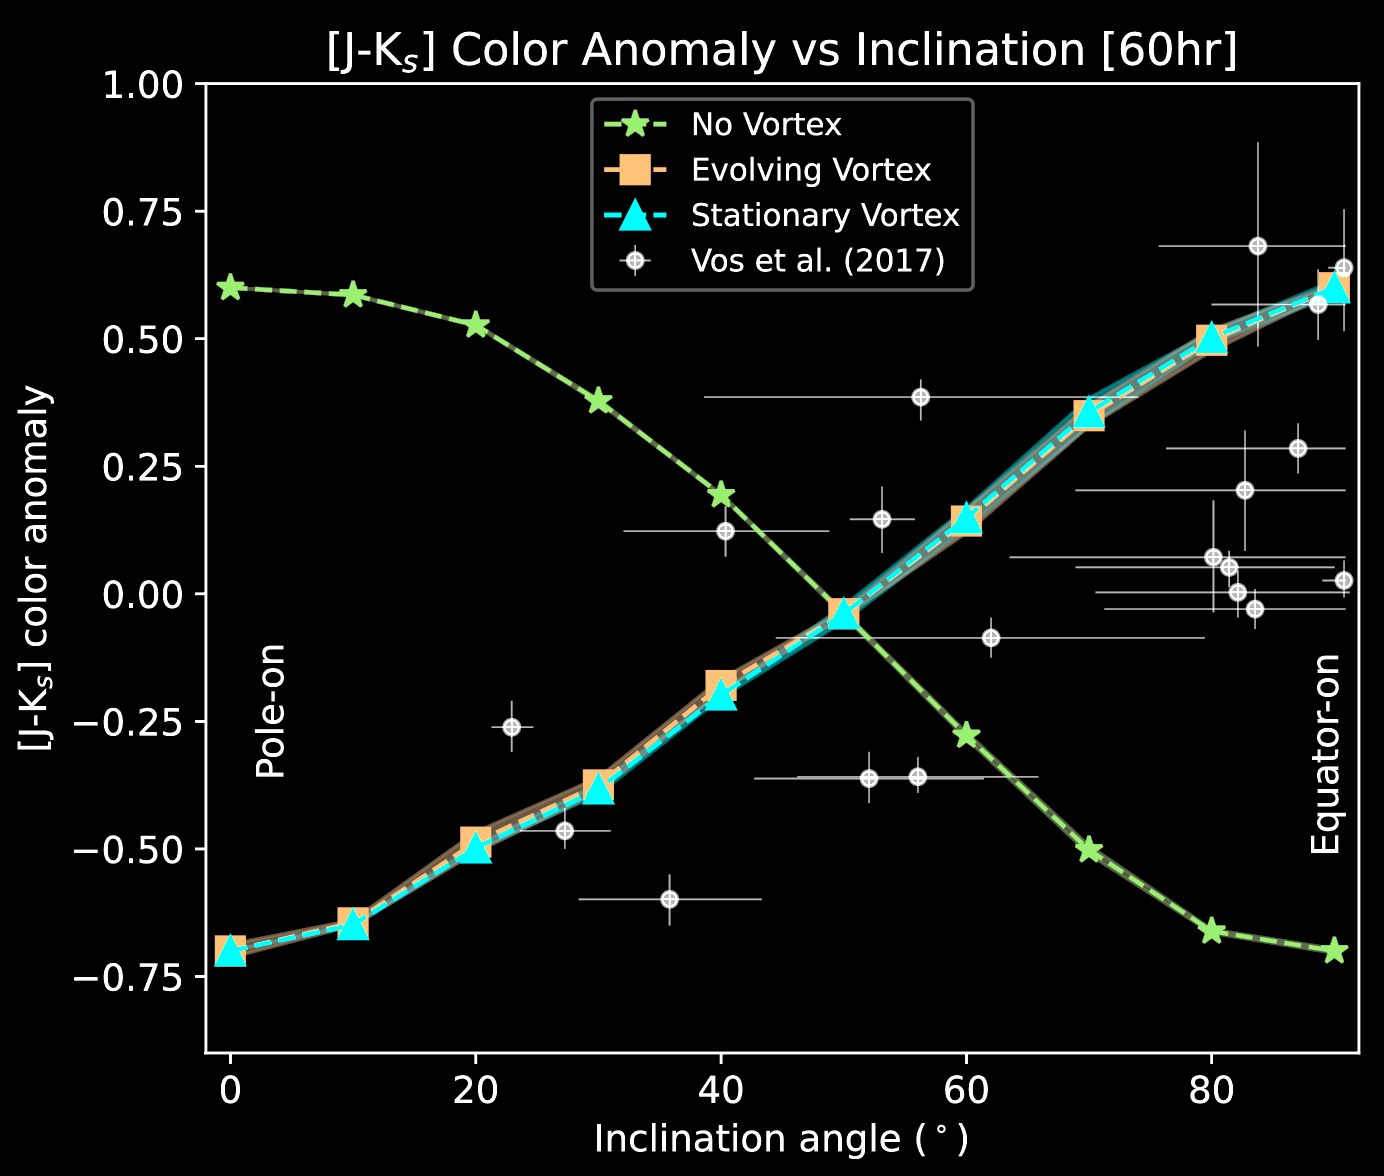 [J-Ks] Color Anomaly vs Inclination [60hr]
1.00
0.75
0.50
0.25
0.00
−0.25
−0.50
−0.75
[J-Ks] color anomaly
No Vortex
Evolving Vortex
Stationary Vortex
Vos et al. (2017)
Pole-on
Equator-on
0 20 40 60 80
Inclination angle (°)